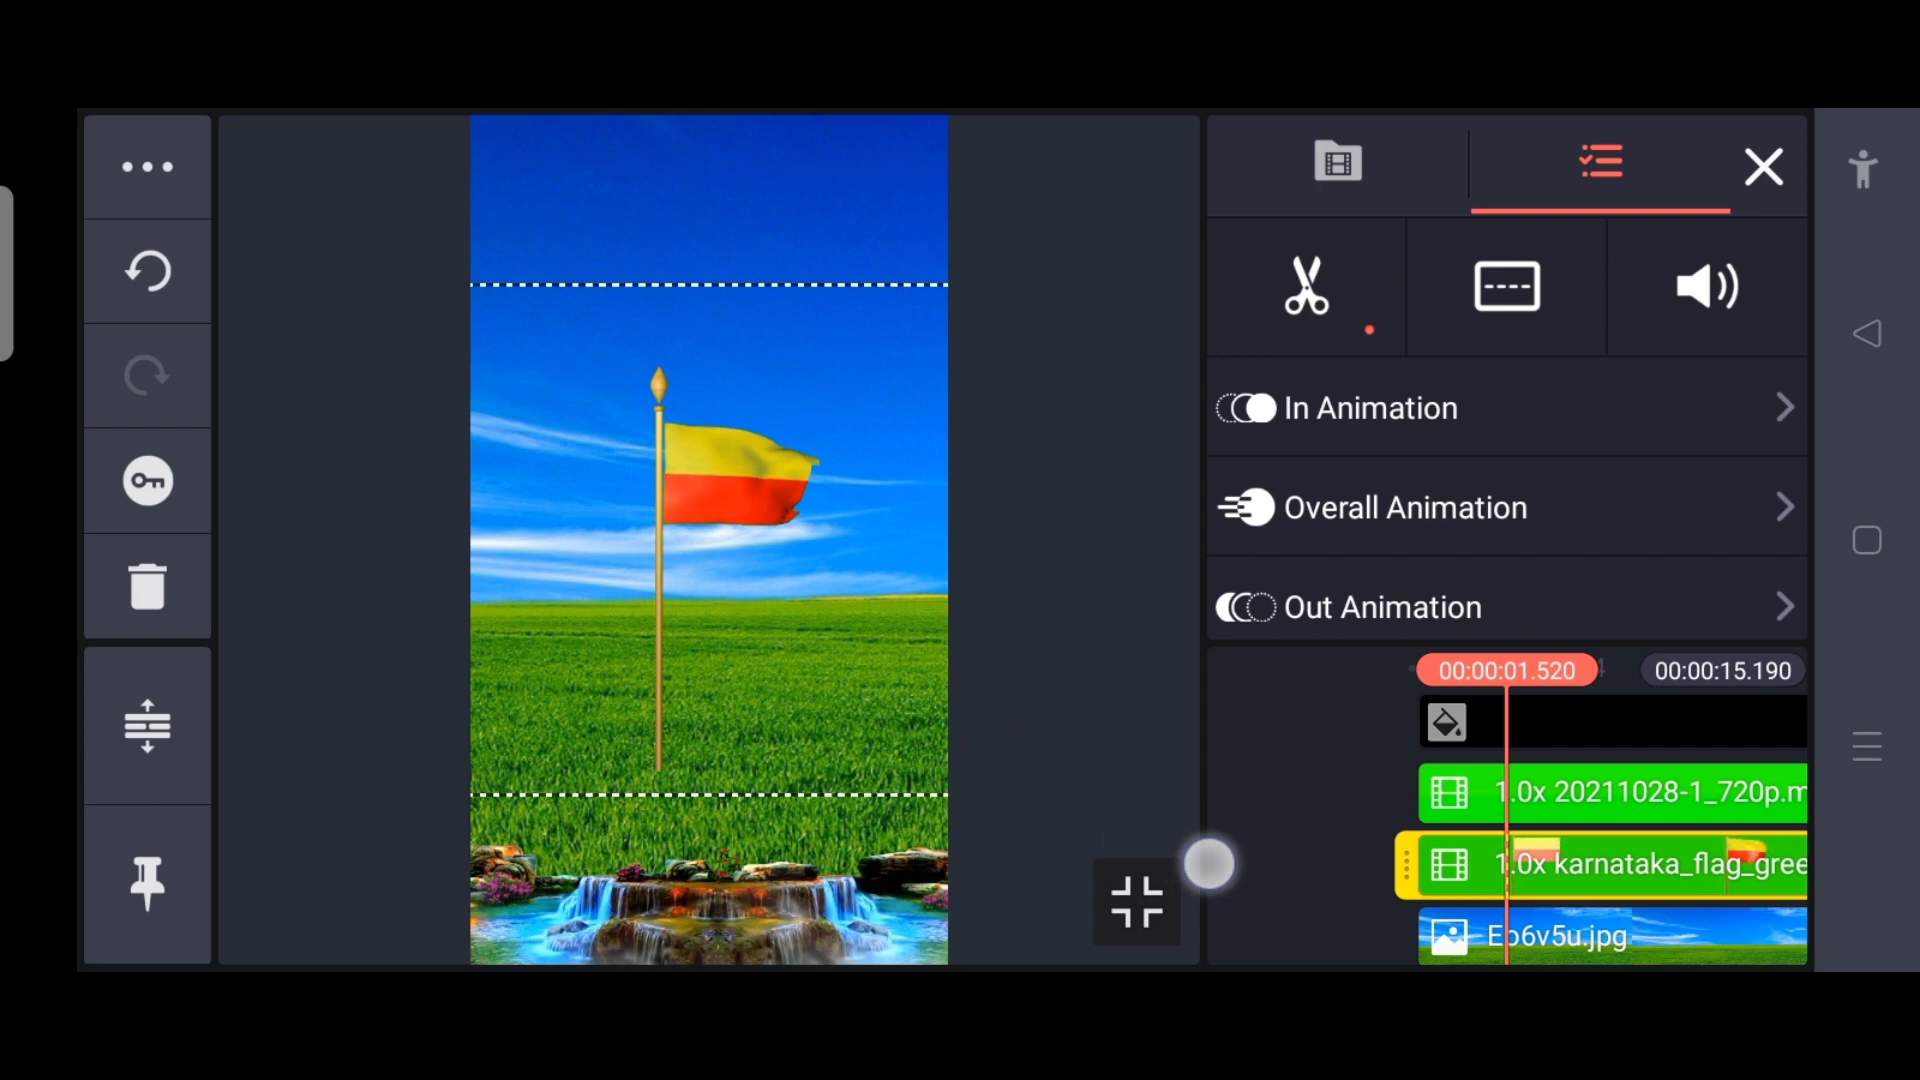 In Animation
Overall Animation
Out Animation
00:00:01.520
00:00:15.190
1.0x 20211028-1_720p.m
1.0x karnataka_flag_gree
Eb6v5u.jpg